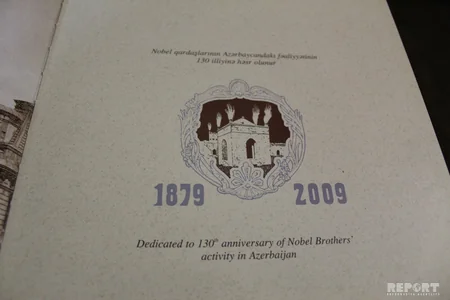 Nobel qardaşlarının Azərbaycandakı fəaliyyətinin
130 illiyinə həsr olunur
1879 2009
Dedicated to 130th anniversary of Nobel Brothers'
activity in Azerbaijan
REPORT